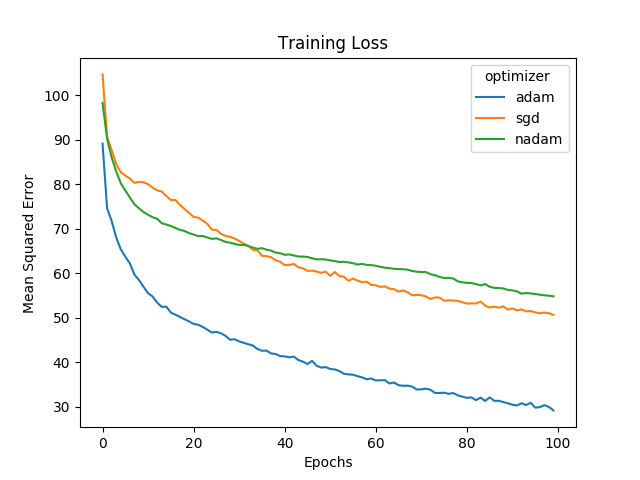 Training Loss
optimizer
adam
sgd
nadam
Mean Squared Error
100
90
80
70
60
50
40
30
0 20 40 60 80 100
Epochs